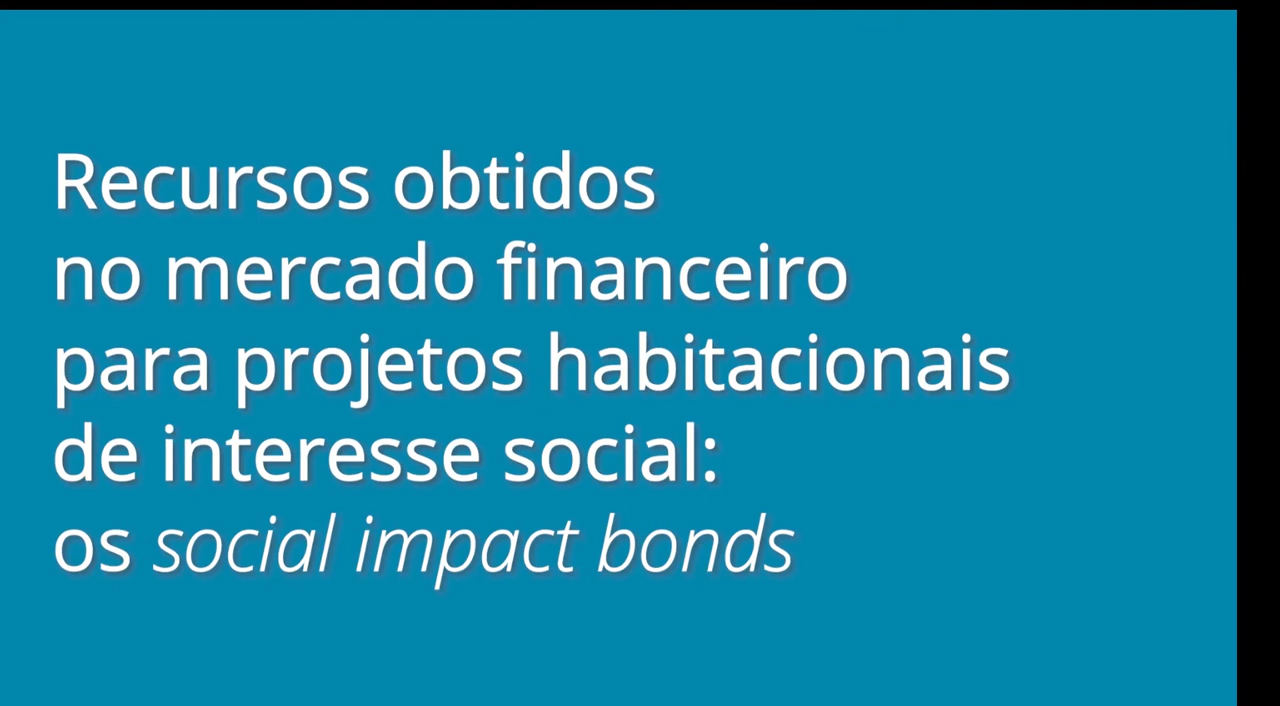 Recursos obtidos
no mercado financeiro
para projetos habitacionais
de interesse social:
os social impact bonds